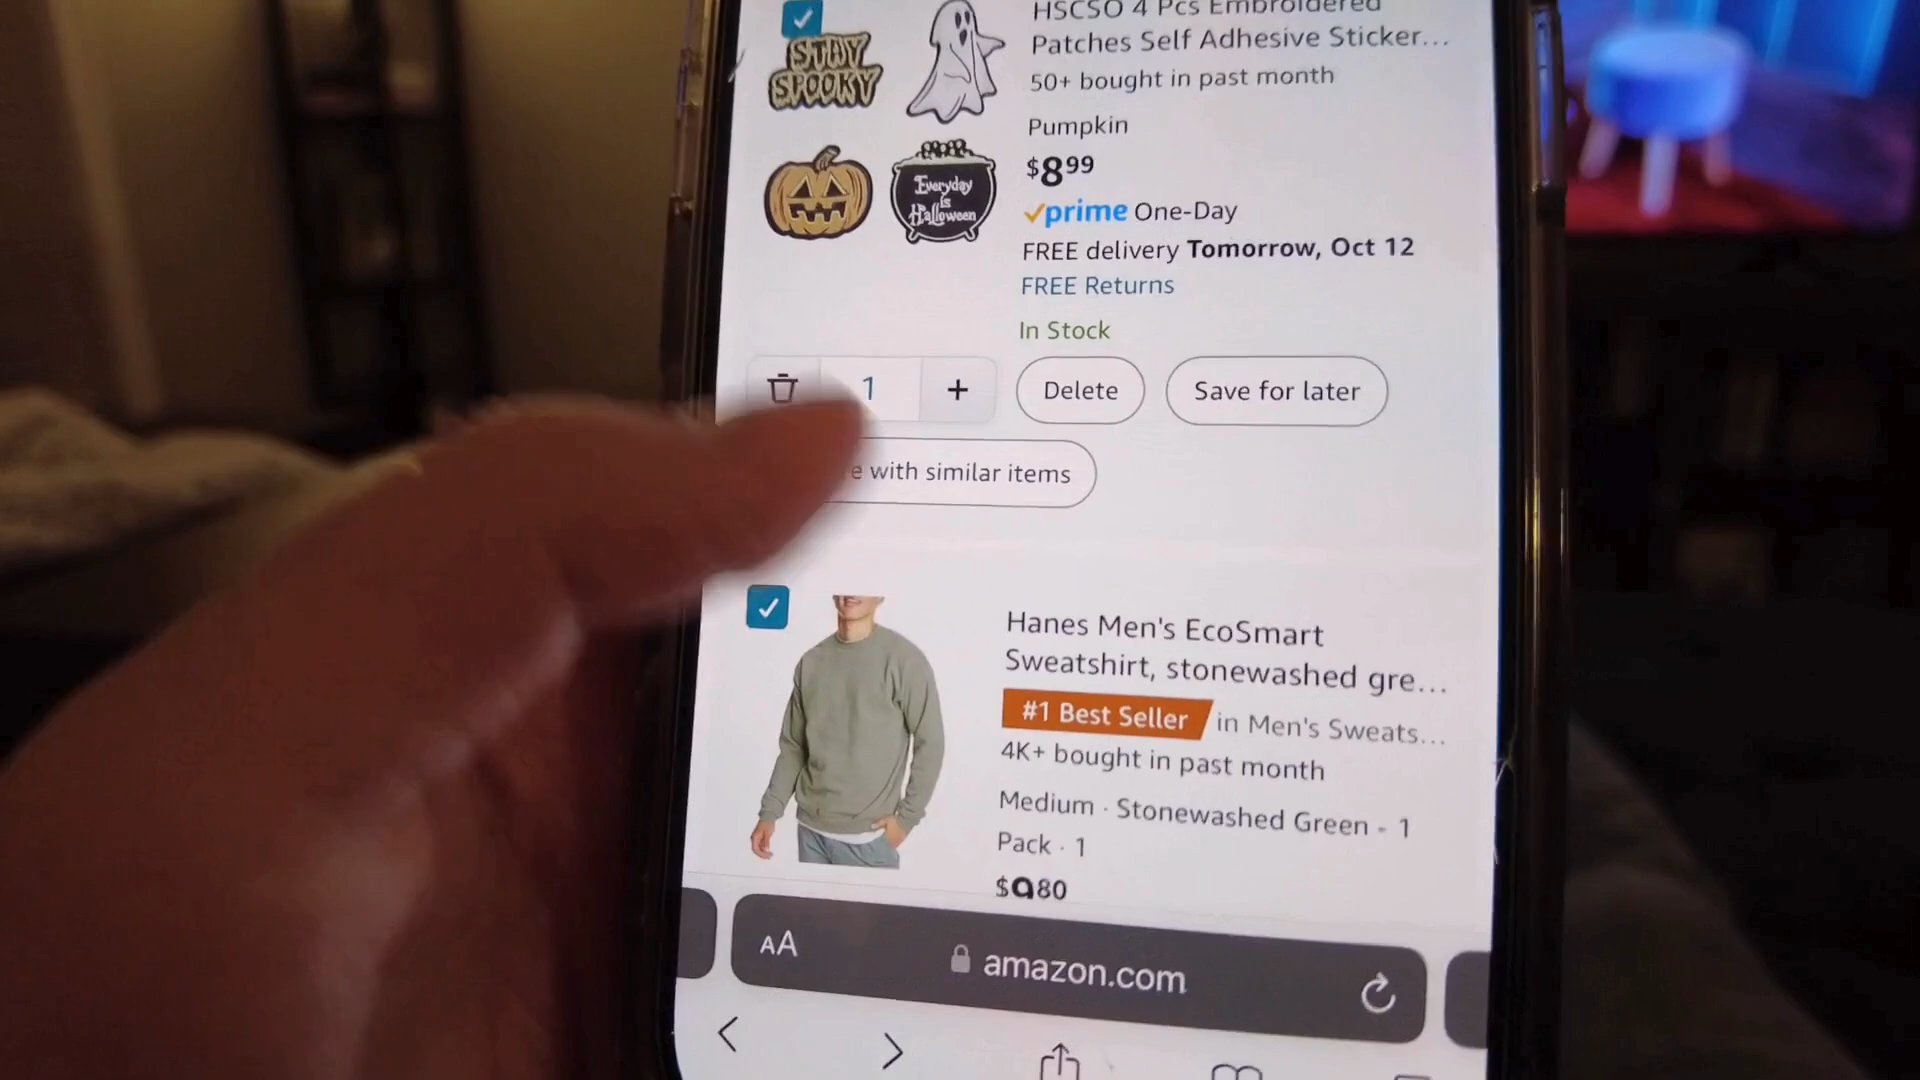 HSCSO 4 Pcs Embroidered
Patches Self Adhesive Sticker...
50+ bought in past month
STAY
SPOOKY
Pumpkin
$8 99
Everyday
is
Halloween
prime One-Day
FREE delivery Tomorrow, Oct 12
FREE Returns
In Stock
1 + Delete Save for later
with similar items
Hanes Men's EcoSmart
Sweatshirt, stonewashed gre...
#1 Best Seller in Men's Sweats...
4K+ bought in past month
Medium · Stonewashed Green - 1
Pack · 1
$9 80
AA amazon.com